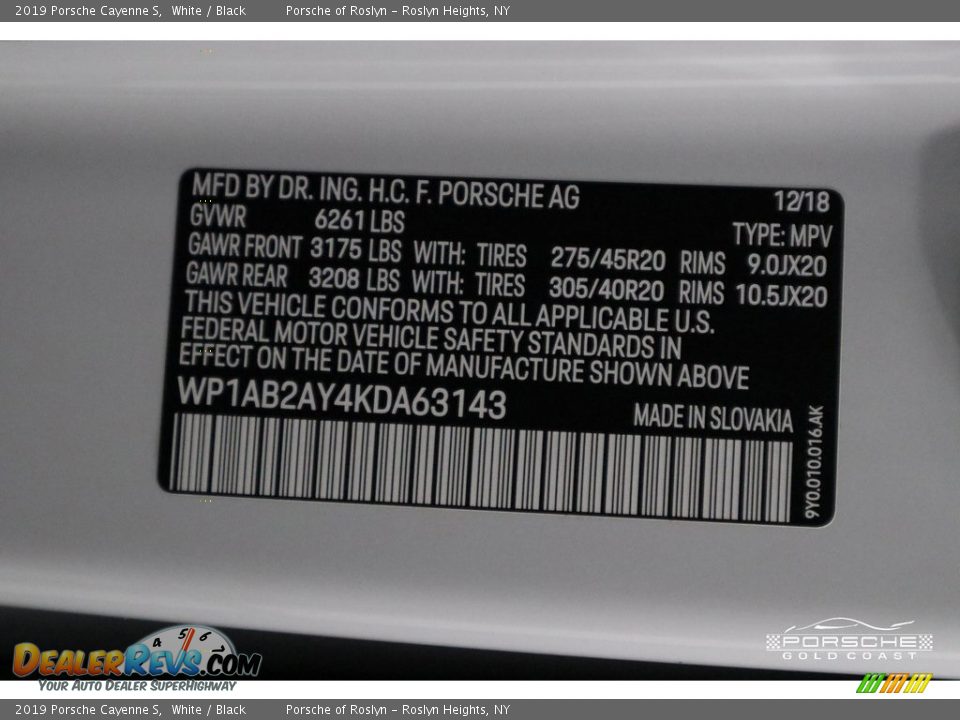 2019 Porsche Cayenne S, White / Black Porsche of Roslyn - Roslyn Heights, NY
MFD BY DR. ING. H.C. F. PORSCHE AG 12/18
GVWR 6261 LBS TYPE: MPV
GAWR FRONT 3175 LBS WITH: TIRES 275/45R20 RIMS 9.0JX20
GAWR REAR 3208 LBS WITH: TIRES 305/40R20 RIMS 10.5JX20
THIS VEHICLE CONFORMS TO ALL APPLICABLE U.S.
FEDERAL MOTOR VEHICLE SAFETY STANDARDS IN
EFFECT ON THE DATE OF MANUFACTURE SHOWN ABOVE
WP1AB2AY4KDA63143
MADE IN SLOVAKIA
9Y0.010.016.AK
4 5 6
DEALERREVS.COM
YOUR AUTO DEALER SUPERHIGHWAY
PORSCHE
GOLD COAST
2019 Porsche Cayenne S, White / Black Porsche of Roslyn - Roslyn Heights, NY